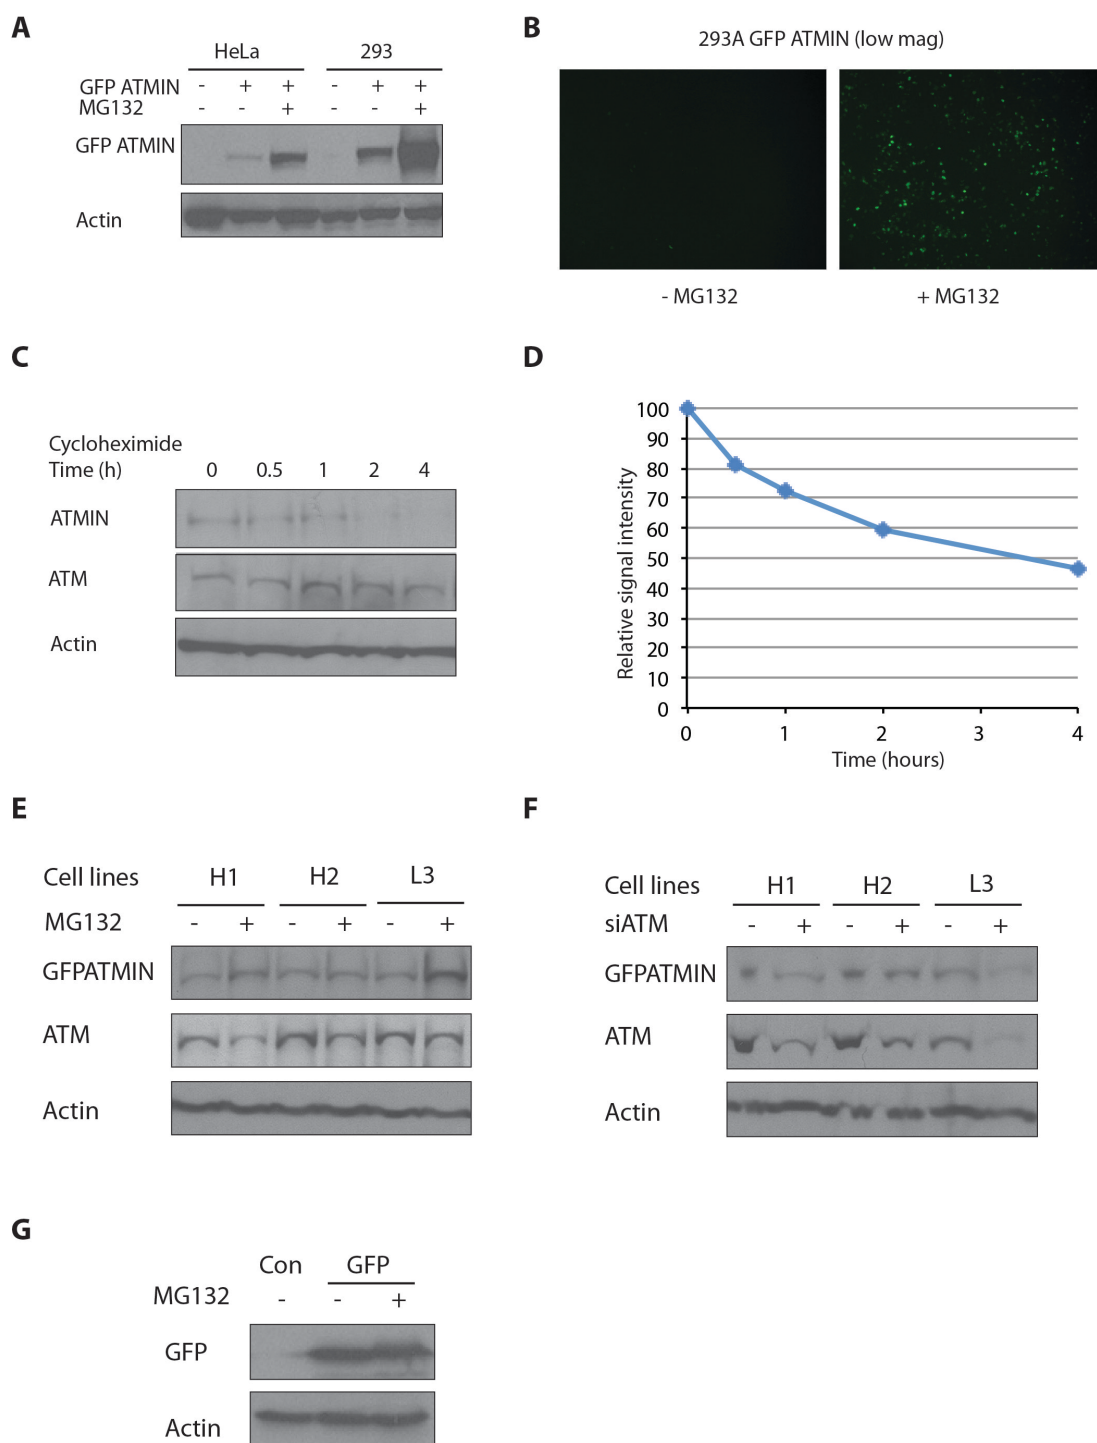 A
HeLa 293
GFP ATMIN - + + - + +
MG132 - - + - - +
GFP ATMIN
Actin
B
293A GFP ATMIN (low mag)
- MG132 + MG132
C
Cycloheximide
Time (h) 0 0.5 1 2 4
ATMIN
ATM
Actin
D
Relative signal intensity
100
90
80
70
60
50
40
30
20
10
0
0 1 2 3 4
Time (hours)
E
Cell lines H1 H2 L3
MG132 - + - + - +
GFPATMIN
ATM
Actin
F
Cell lines H1 H2 L3
siATM - + - + - +
GFPATMIN
ATM
Actin
G
Con GFP
MG132 - - +
GFP
Actin